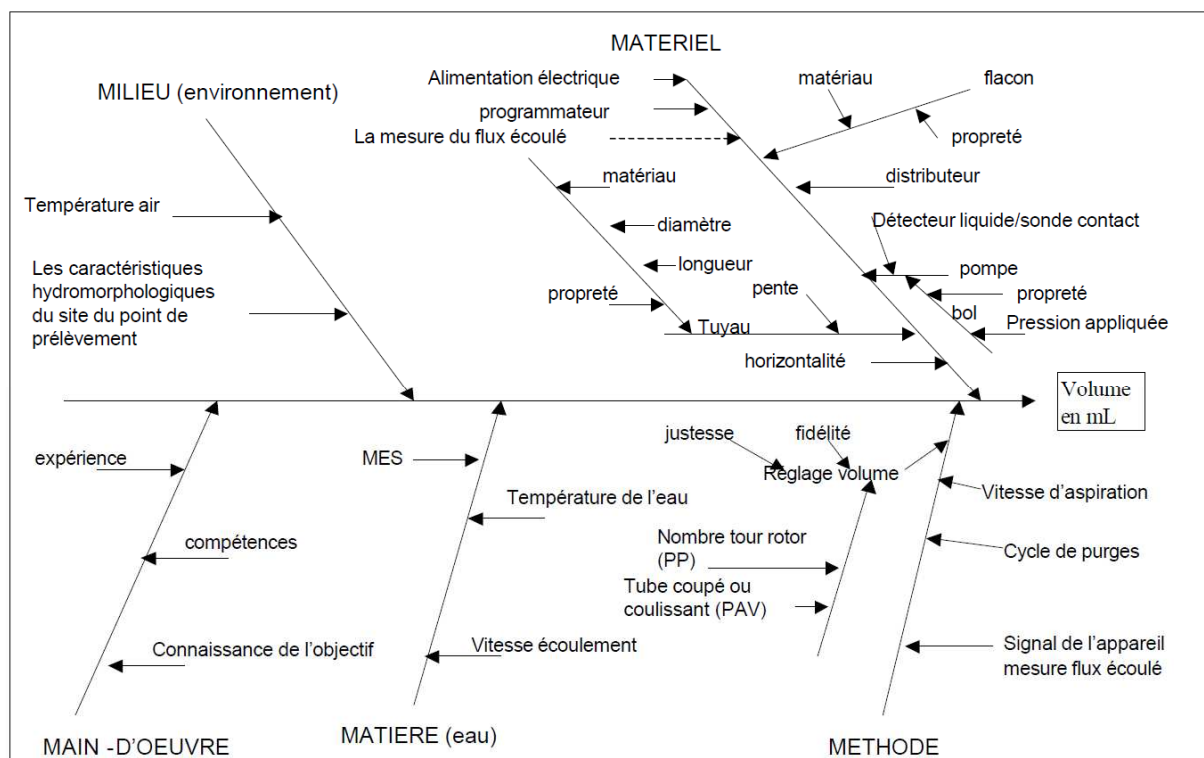 MATERIEL
Alimentation électrique
matériau
flacon
MILIEU (environnement)
programmateur
La mesure du flux écoulé
propreté
matériau
distributeur
Température air
diamètre
Détecteur liquide/sonde contact
Les caractéristiques
hydromorphologiques
du site du point de
prélèvement
longueur
pompe
propreté
pente
propreté
bol
Pression appliquée
Tuyau
horizontalité
Volume
en mL
justesse
fidélité
expérience
MES
Réglage volume
Température de l'eau
Vitesse d'aspiration
compétences
Nombre tour rotor
(PP)
Cycle de purges
Tube coupé ou
coulissant (PAV)
Connaissance de l'objectif
Vitesse écoulement
Signal de l'appareil
mesure flux écoulé
MAIN -D'OEUVRE
MATIERE (eau)
METHODE